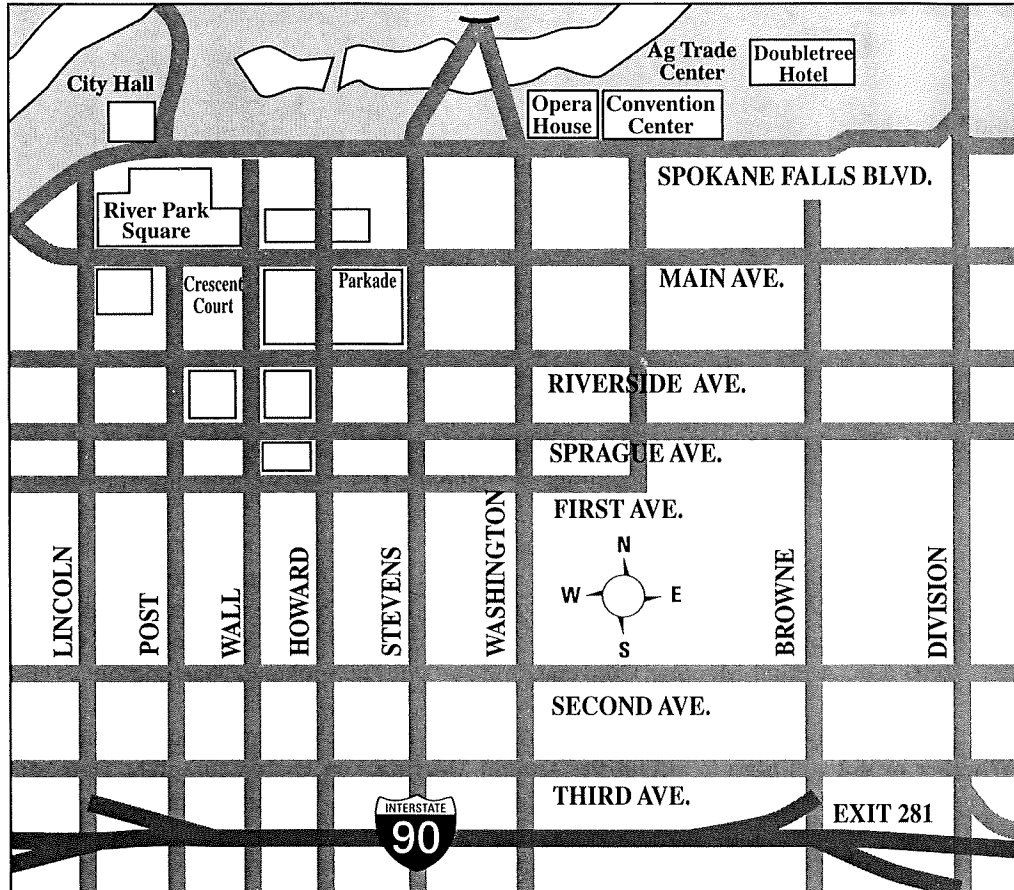 City Hall
Ag Trade
Center
Doubletree
Hotel
Opera
House
Convention
Center
SPOKANE FALLS BLVD.
River Park
Square
MAIN AVE.
Crescent
Court
Parkade
RIVERSIDE AVE.
SPRAGUE AVE.
FIRST AVE.
LINCOLN
POST
WALL
HOWARD
STEVENS
WASHINGTON
BROWNE
DIVISION
N
W
E
S
SECOND AVE.
THIRD AVE.
INTERSTATE
90
EXIT 281